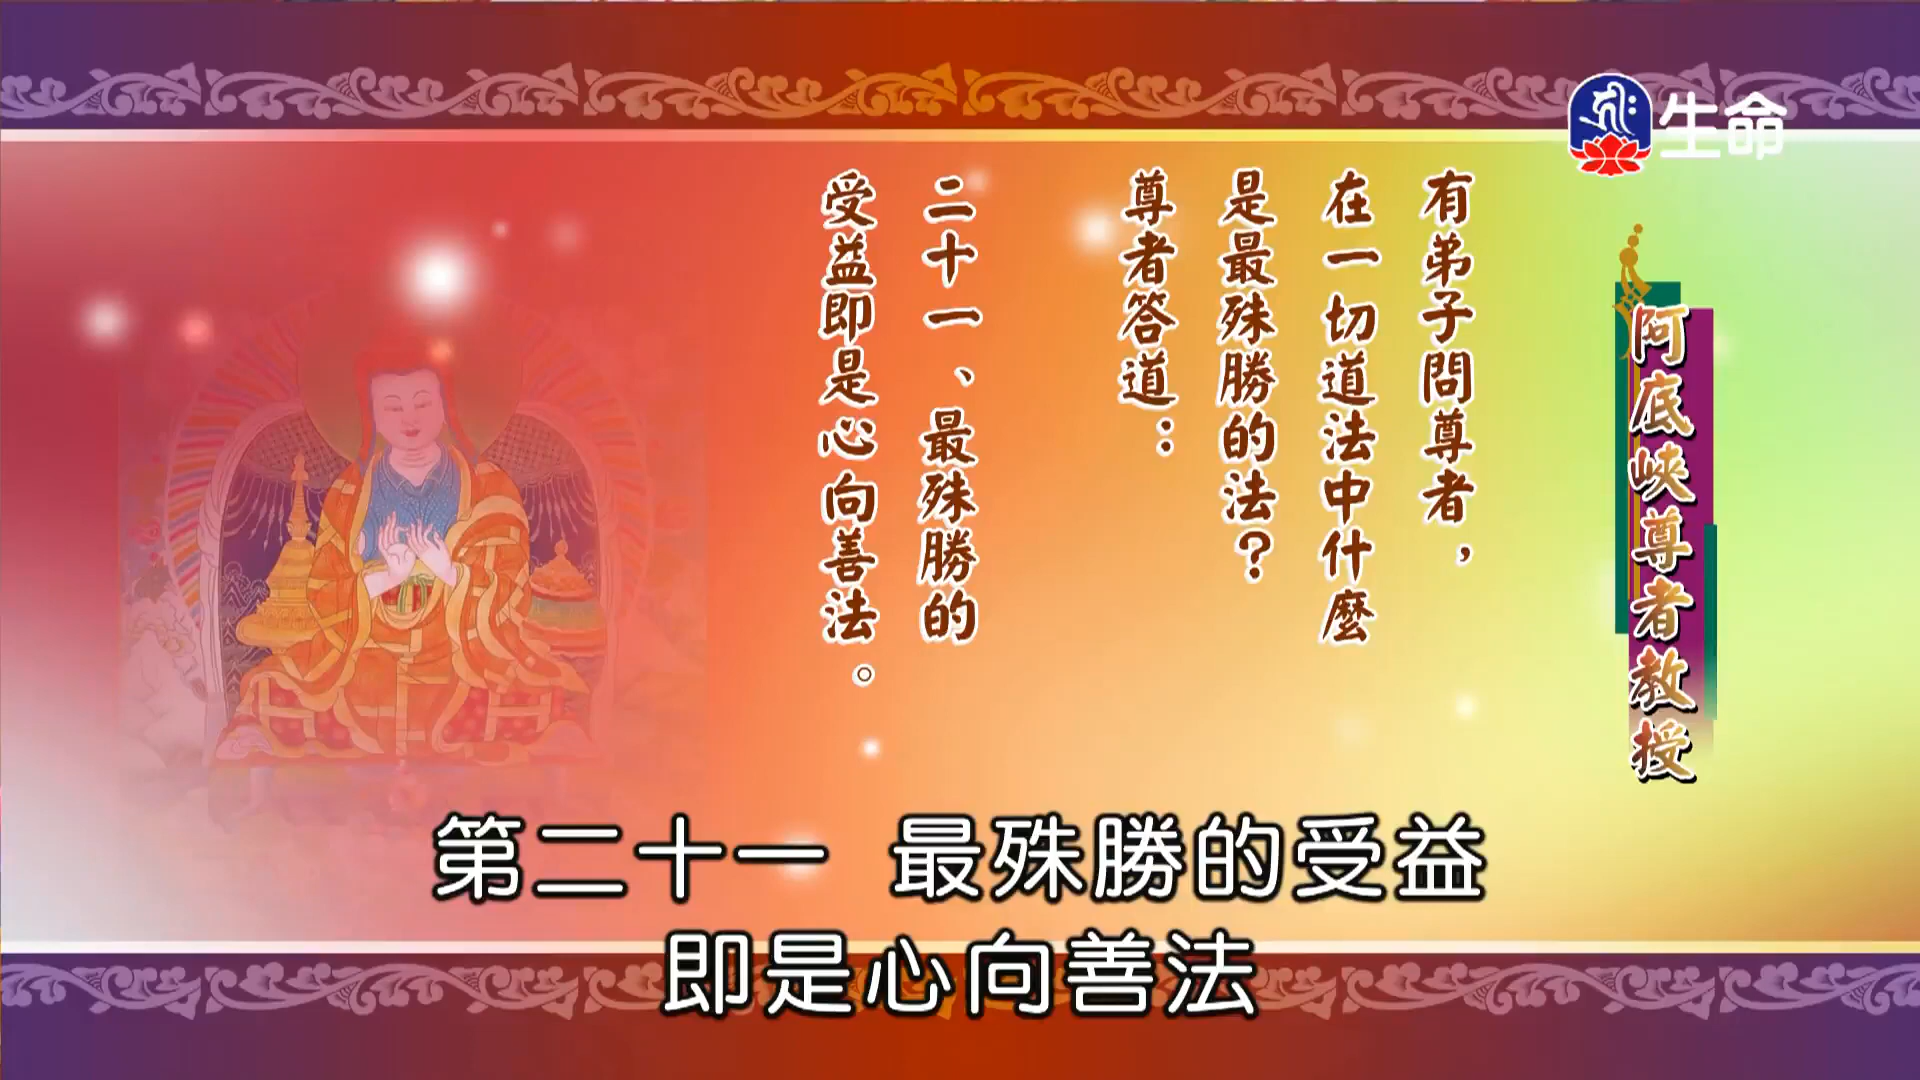 生命
阿底峽尊者教授
有弟子問尊者，
在一切道法中什麼
是最殊勝的法？
尊者答道：
二十一、最殊勝的
受益即是心向善法。
第二十一 最殊勝的受益
即是心向善法